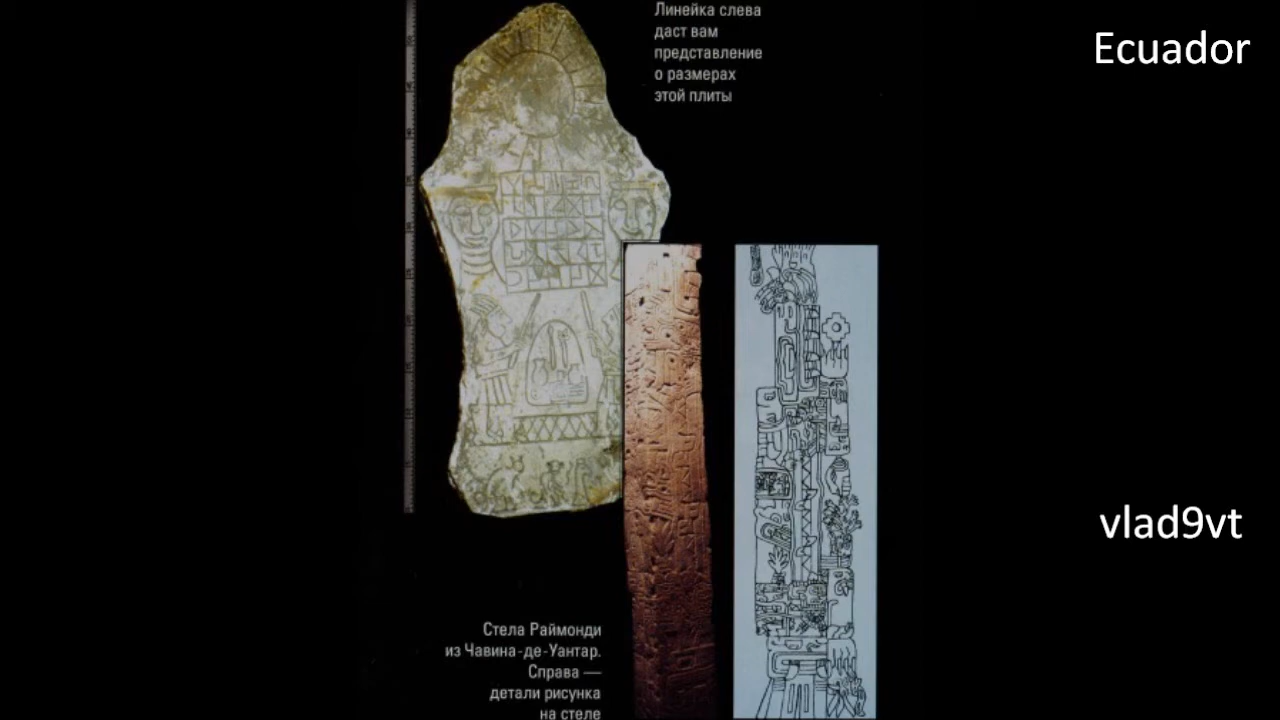 Линейка слева
даст вам
представление
о размерах
этой плиты
Ecuador
vlad9vt
Стела Раймонди
из Чавина-де-Уантар.
Справа —
детали рисунка
на стеле